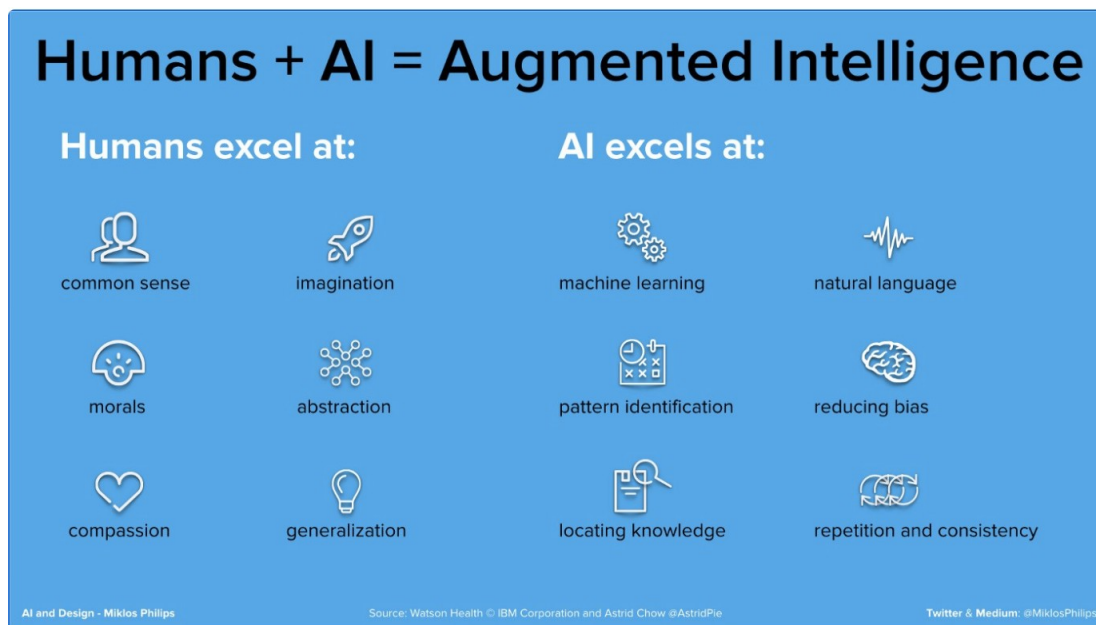 Humans + AI = Augmented Intelligence
Humans excel at:
common sense
imagination
morals
abstraction
compassion
generalization
AI excels at:
machine learning
natural language
pattern identification
reducing bias
locating knowledge
repetition and consistency
AI and Design - Miklos Philips
Source: Watson Health © IBM Corporation and Astrid Chow @AstridPie
Twitter & Medium: @MiklosPhilips